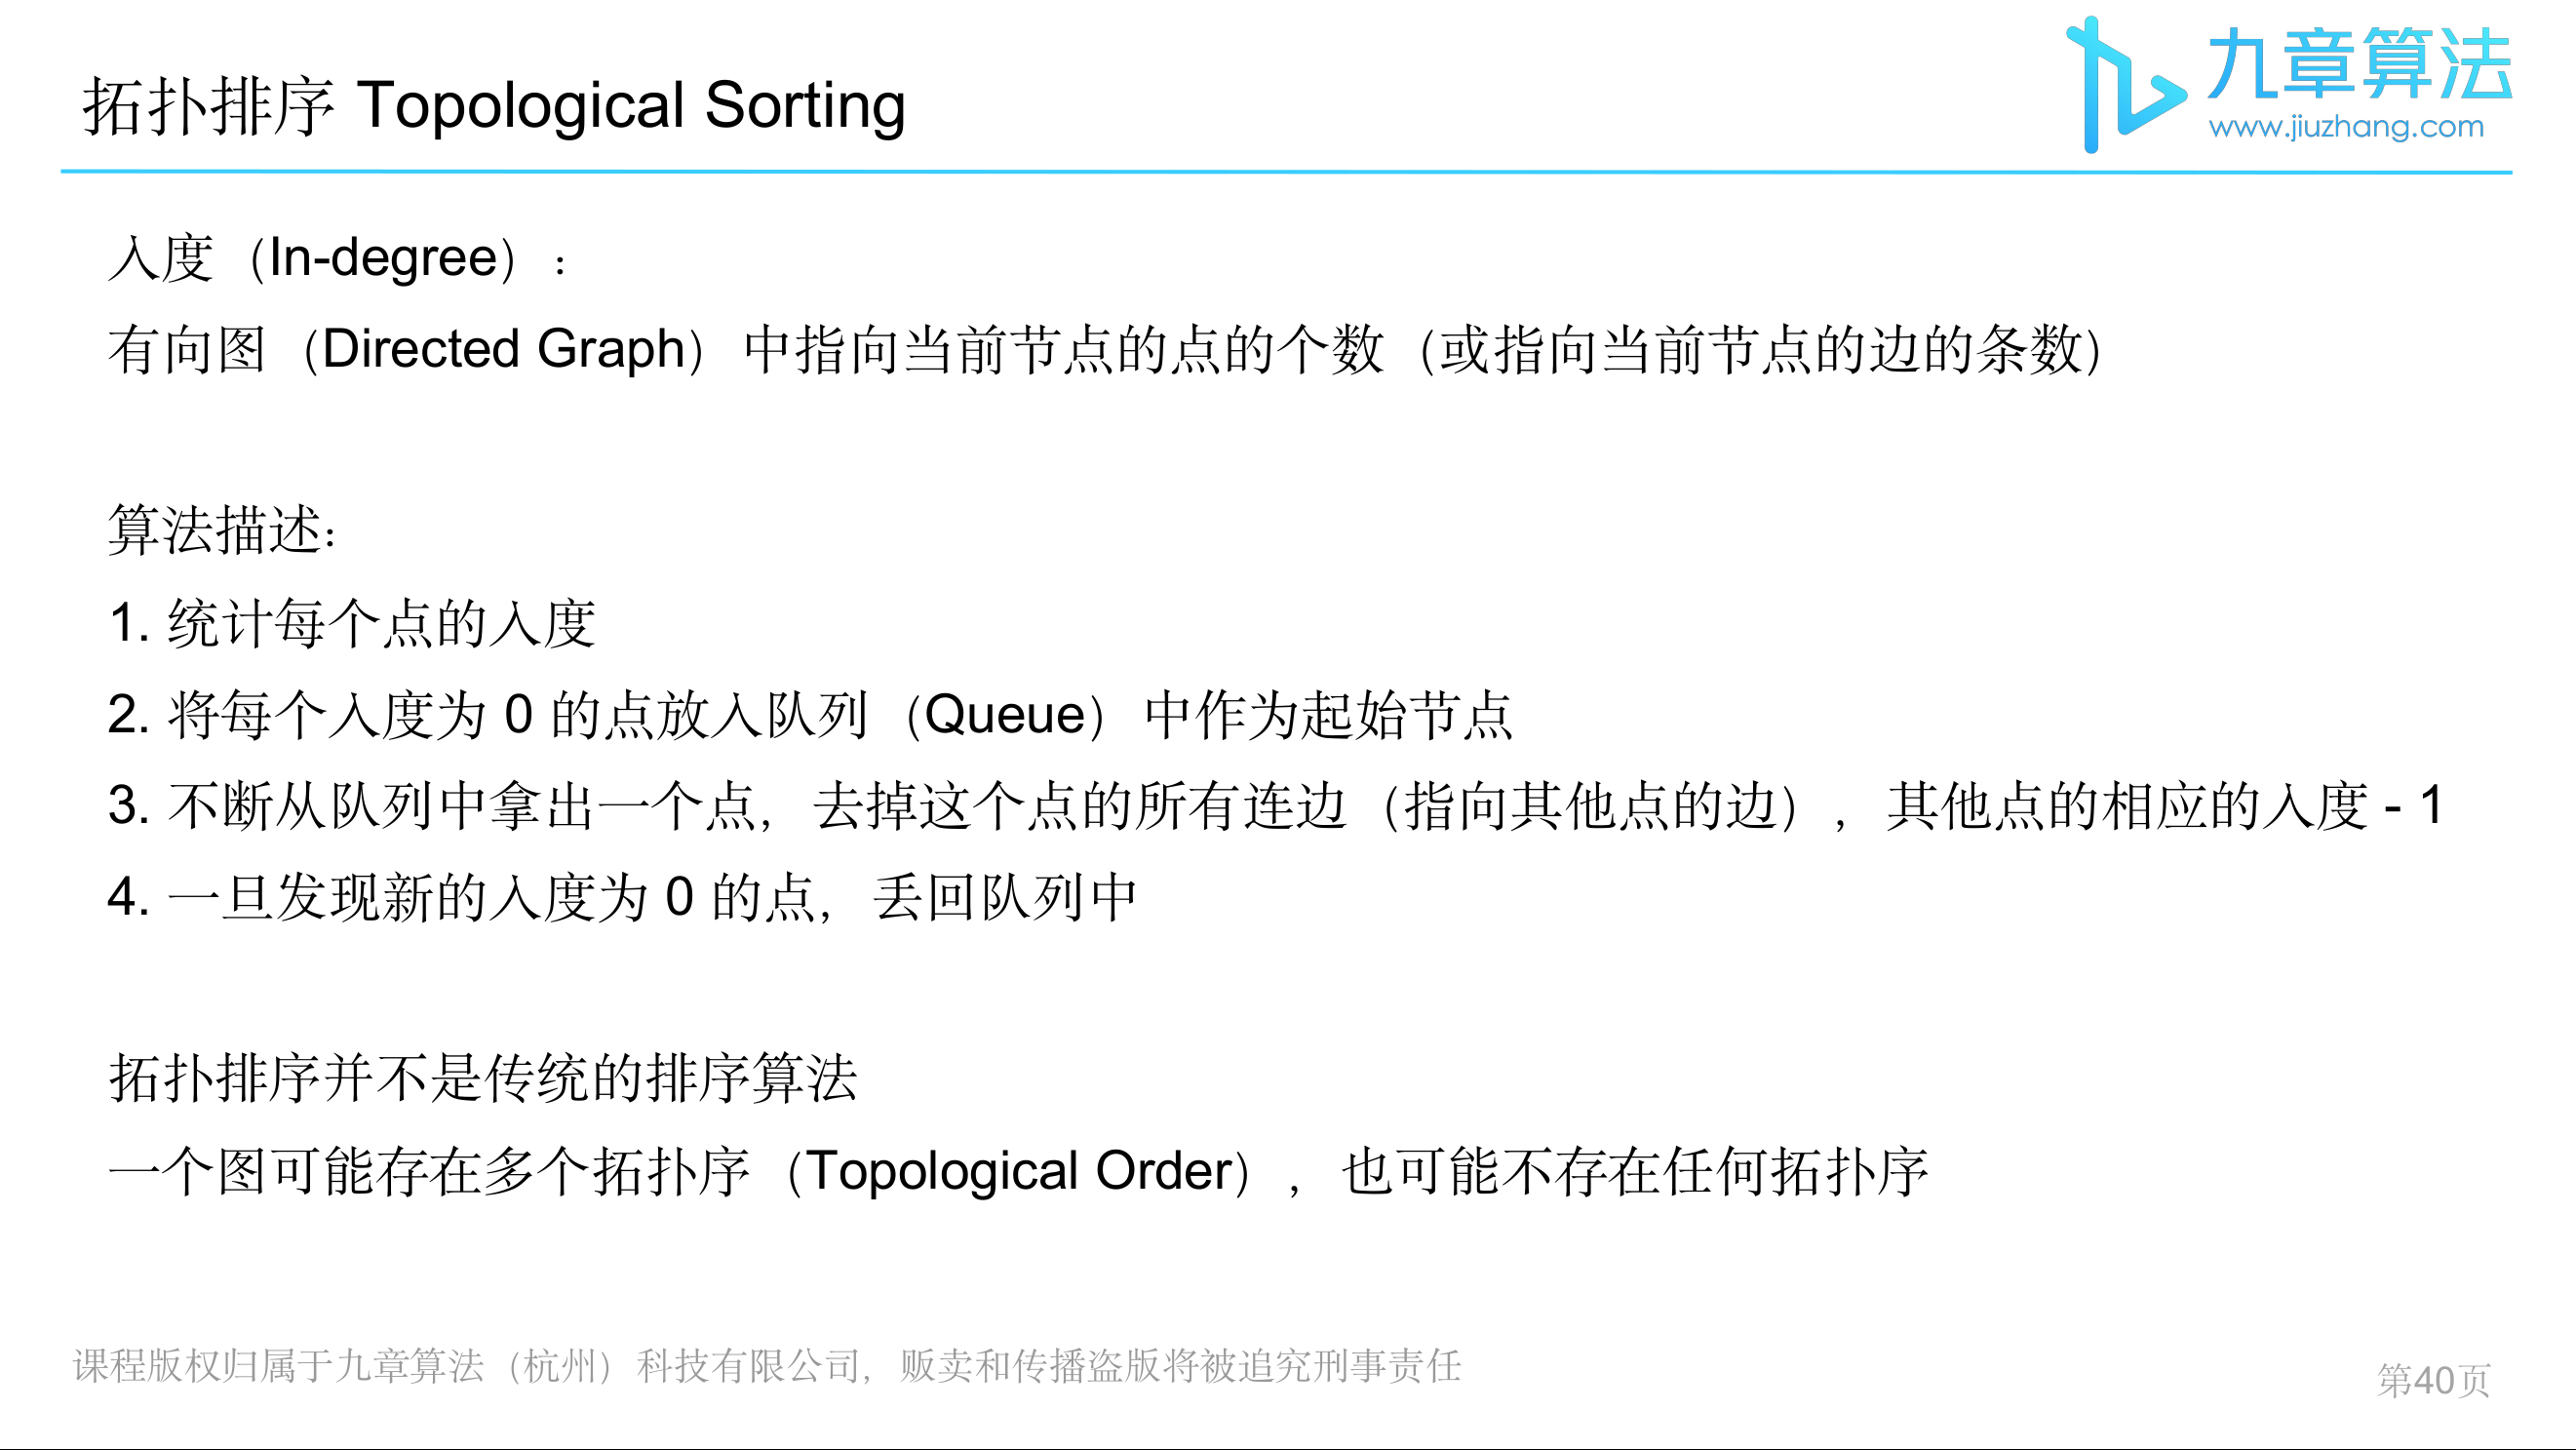 拓扑排序 Topological Sorting
九章算法
www.jiuzhang.com
入度（In-degree）：
有向图（Directed Graph）中指向当前节点的点的个数（或指向当前节点的边的条数）
算法描述：
1. 统计每个点的入度
2. 将每个入度为 0 的点放入队列（Queue）中作为起始节点
3. 不断从队列中拿出一个点，去掉这个点的所有连边（指向其他点的边），其他点的相应的入度 - 1
4. 一旦发现新的入度为 0 的点，丢回队列中
拓扑排序并不是传统的排序算法
一个图可能存在多个拓扑序（Topological Order），也可能不存在任何拓扑序
课程版权归属于九章算法（杭州）科技有限公司，贩卖和传播盗版将被追究刑事责任
第40页